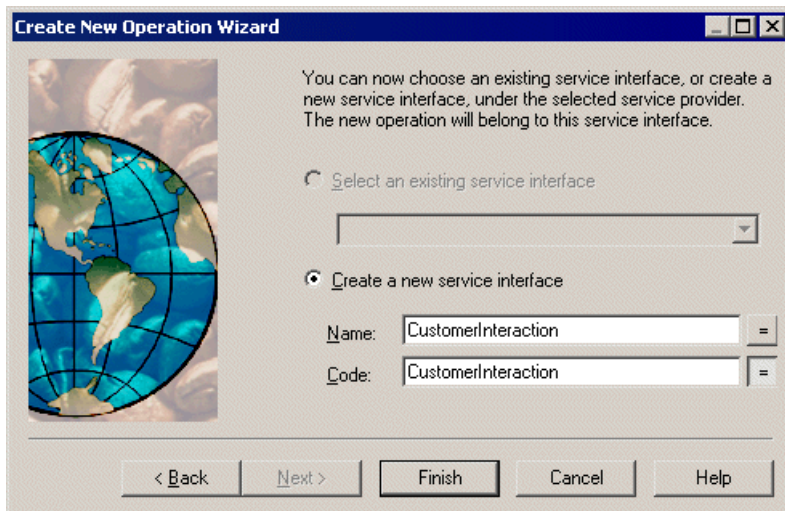 Create New Operation Wizard
You can now choose an existing service interface, or create a
new service interface, under the selected service provider.
The new operation will belong to this service interface.
Select an existing service interface
Create a new service interface
Name: CustomerInteraction =
Code: CustomerInteraction =
< Back Next > Finish Cancel Help